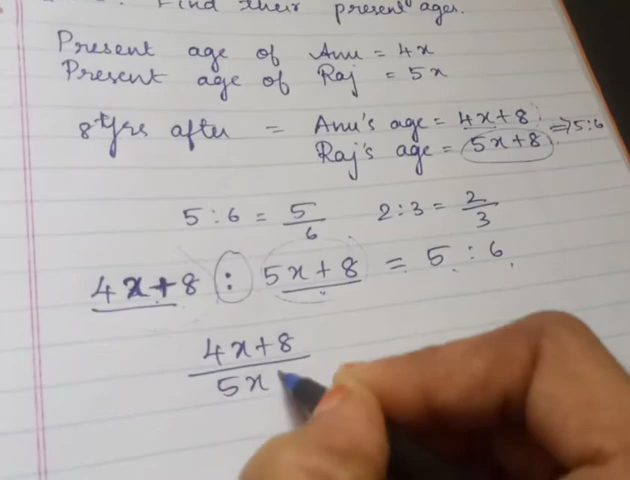 Find their present ages.
Present age of Anu = 4x
Present age of Raj = 5x
8 yrs after = Anu's age = 4x+8
Raj's age = 5x+8 ⇒ 5:6
5:6 = 5/6 2:3 = 2/3
4x+8 : 5x+8 = 5:6
4x+8
5x